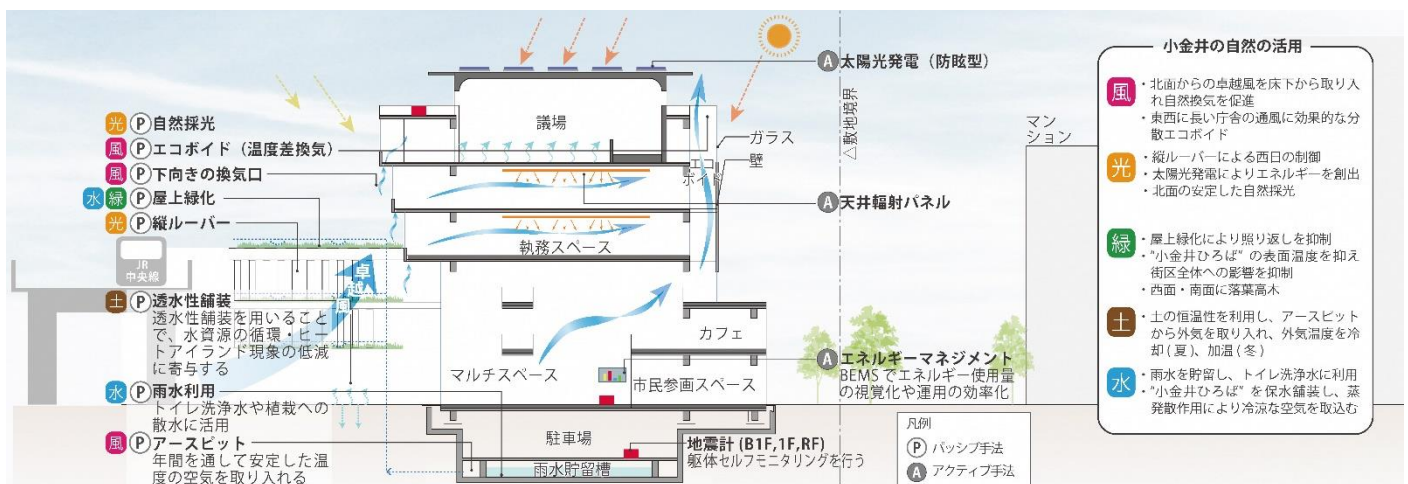 光 P 自然採光
風 P エコボイド（温度差換気）
風 P 下向きの換気口
水 緑 P 屋上緑化
光 P 縦ルーバー
JR
中央線
卓越風
土 P 透水性舗装
透水性舗装を用いること
で、水資源の循環・ヒー
トアイランド現象の低減
に寄与する
水 P 雨水利用
トイレ洗浄水や植栽への
散水に活用
風 P アースピット
年間を通して安定した温
度の空気を取り入れる
議場
執務スペース
マルチスペース
カフェ
市民参画スペース
駐車場
雨水貯留槽
地震計 (B1F,1F,RF)
躯体セルフモニタリングを行う
A 太陽光発電（防眩型）
ガラス
壁
エコ
ボイド
A 天井輻射パネル
A エネルギーマネジメント
BEMSでエネルギー使用量
の視覚化や運用の効率化
△敷地境界
マン
ション
凡例
P パッシブ手法
A アクティブ手法
小金井の自然の活用
風
・北面からの卓越風を床下から取り入
れ自然換気を促進
・東西に長い庁舎の通風に効果的な分
散エコボイド
光
・縦ルーバーによる西日の制御
・太陽光発電によりエネルギーを創出
・北面の安定した自然採光
緑
・屋上緑化により照り返しを抑制
・“小金井ひろば”の表面温度を抑え
街区全体への影響を抑制
・西面・南面に落葉高木
土
・土の恒温性を利用し、アースピット
から外気を取り入れ、外気温度を冷
却(夏)、加温(冬)
水
・雨水を貯留し、トイレ洗浄水に利用
・“小金井ひろば”を保水舗装し、蒸
発散作用により冷涼な空気を取込む